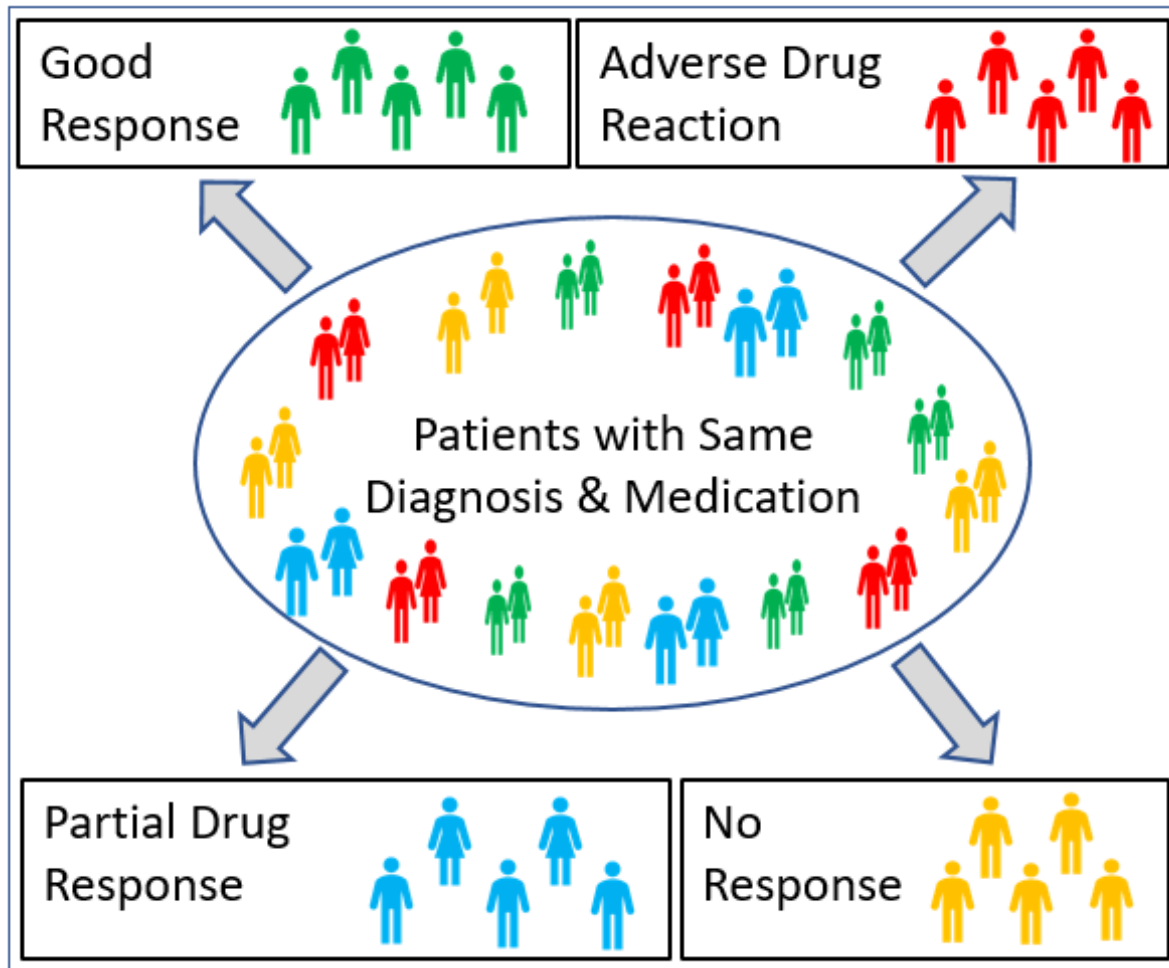 Good
Response
Adverse Drug
Reaction
Patients with Same
Diagnosis & Medication
Partial Drug
Response
No
Response